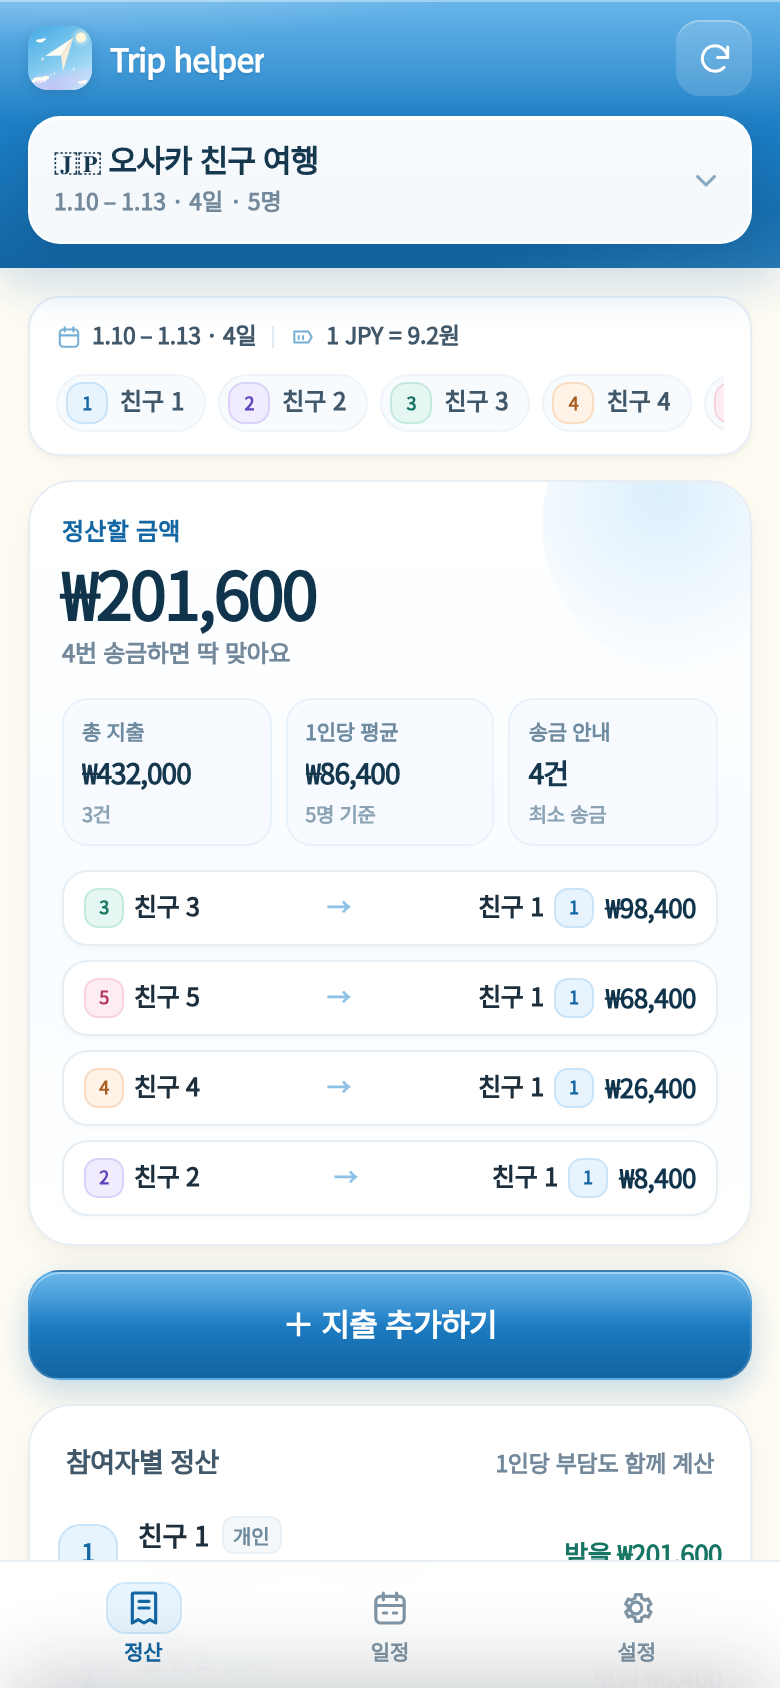 Trip helper
🇯🇵 오사카 친구 여행
1.10 – 1.13 · 4일 · 5명
1.10 – 1.13 · 4일
1 JPY = 9.2원
1 친구 1
2 친구 2
3 친구 3
4 친구 4
정산할 금액
₩201,600
4번 송금하면 딱 맞아요
총 지출
₩432,000
3건
1인당 평균
₩86,400
5명 기준
송금 안내
4건
최소 송금
3 친구 3 → 친구 1 1 ₩98,400
5 친구 5 → 친구 1 1 ₩68,400
4 친구 4 → 친구 1 1 ₩26,400
2 친구 2 → 친구 1 1 ₩8,400
+ 지출 추가하기
참여자별 정산
1인당 부담도 함께 계산
1 친구 1 개인
받을 ₩201,600
정산
일정
설정